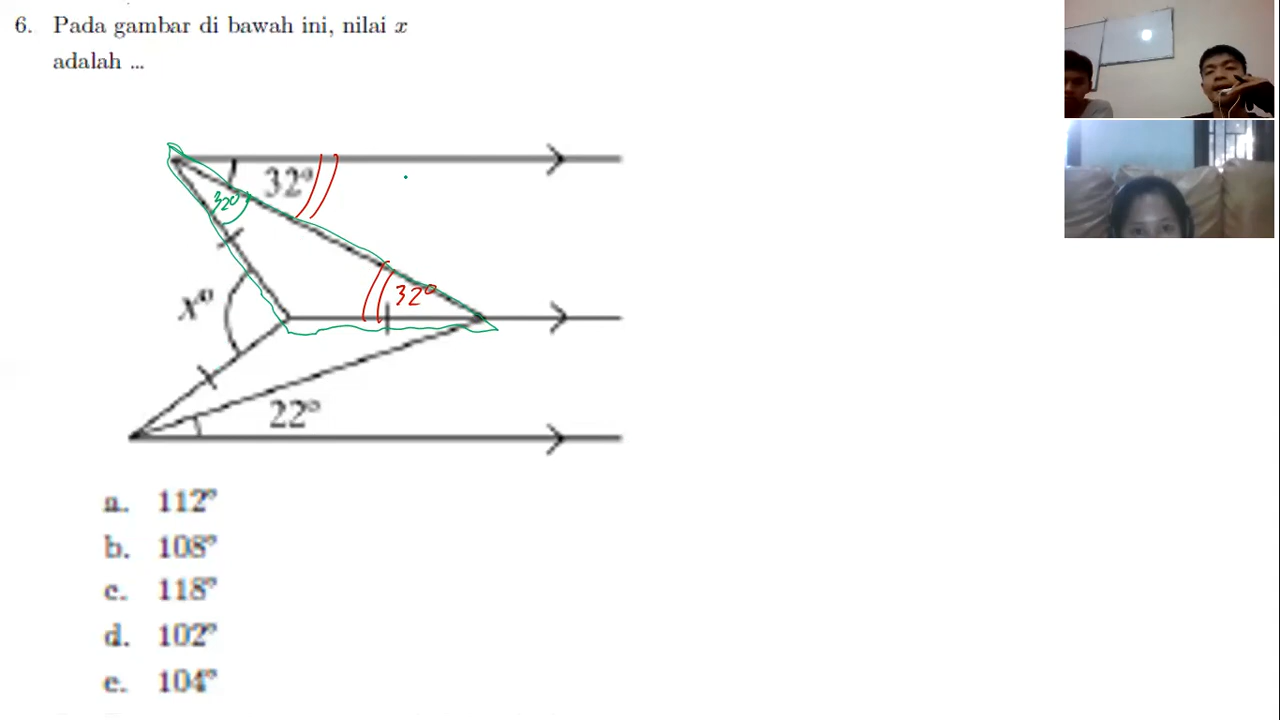 6. Pada gambar di bawah ini, nilai x
adalah ...
32°
32°
32°
x°
22°
a. 112°
b. 108°
c. 118°
d. 102°
e. 104°